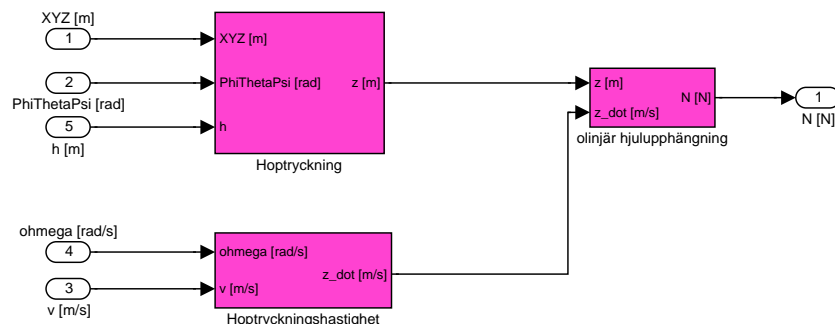 XYZ [m]
1
XYZ [m]
2
PhiThetaPsi [rad]
PhiThetaPsi [rad]
z [m]
5
h [m]
h
Hoptryckning
z [m]
z_dot [m/s]
N [N]
olinjär hjulupphängning
1
N [N]
ohmega [rad/s]
4
ohmega [rad/s]
z_dot [m/s]
3
v [m/s]
v [m/s]
Hoptryckningshastighet